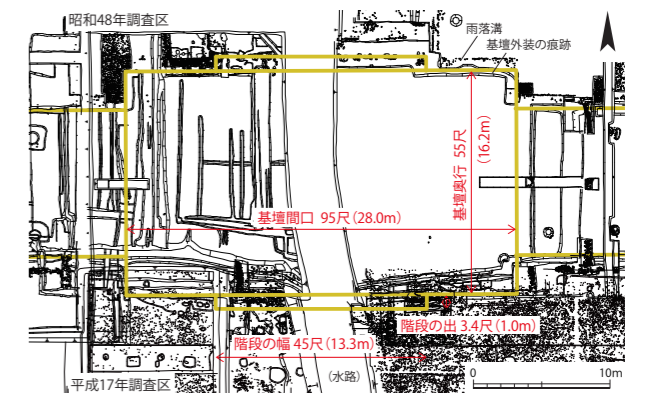 昭和48年調査区
雨落溝
基壇外装の痕跡
基壇奥行 55尺
(16.2m)
基壇間口 95尺(28.0m)
階段の出 3.4尺(1.0m)
階段の幅 45尺(13.3m)
(水路)
平成17年調査区
0
10m